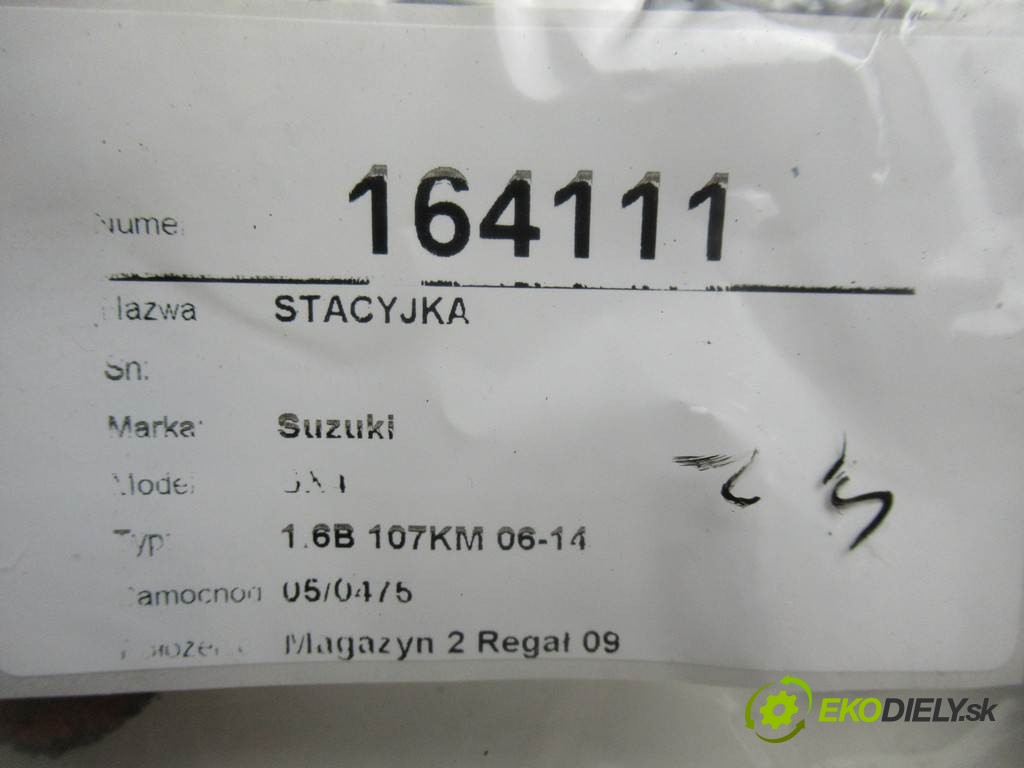 Nume 164111
Nazwa STACYJKA
Sn:
Marka: Suzuki
Model
Typ: 1.6B 107KM 06-14
Samochód 05/0475
Magazyn 2 Regał 09
EKODIELY.sk